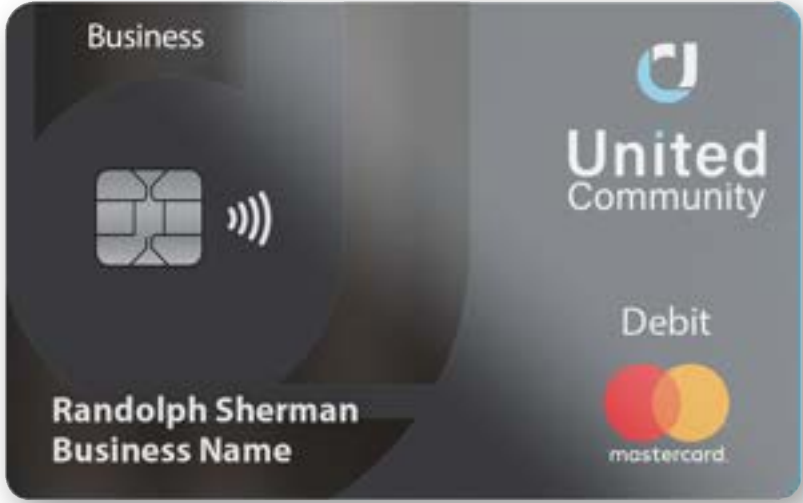 Business
United
Community
Debit
Randolph Sherman
Business Name
mastercard.